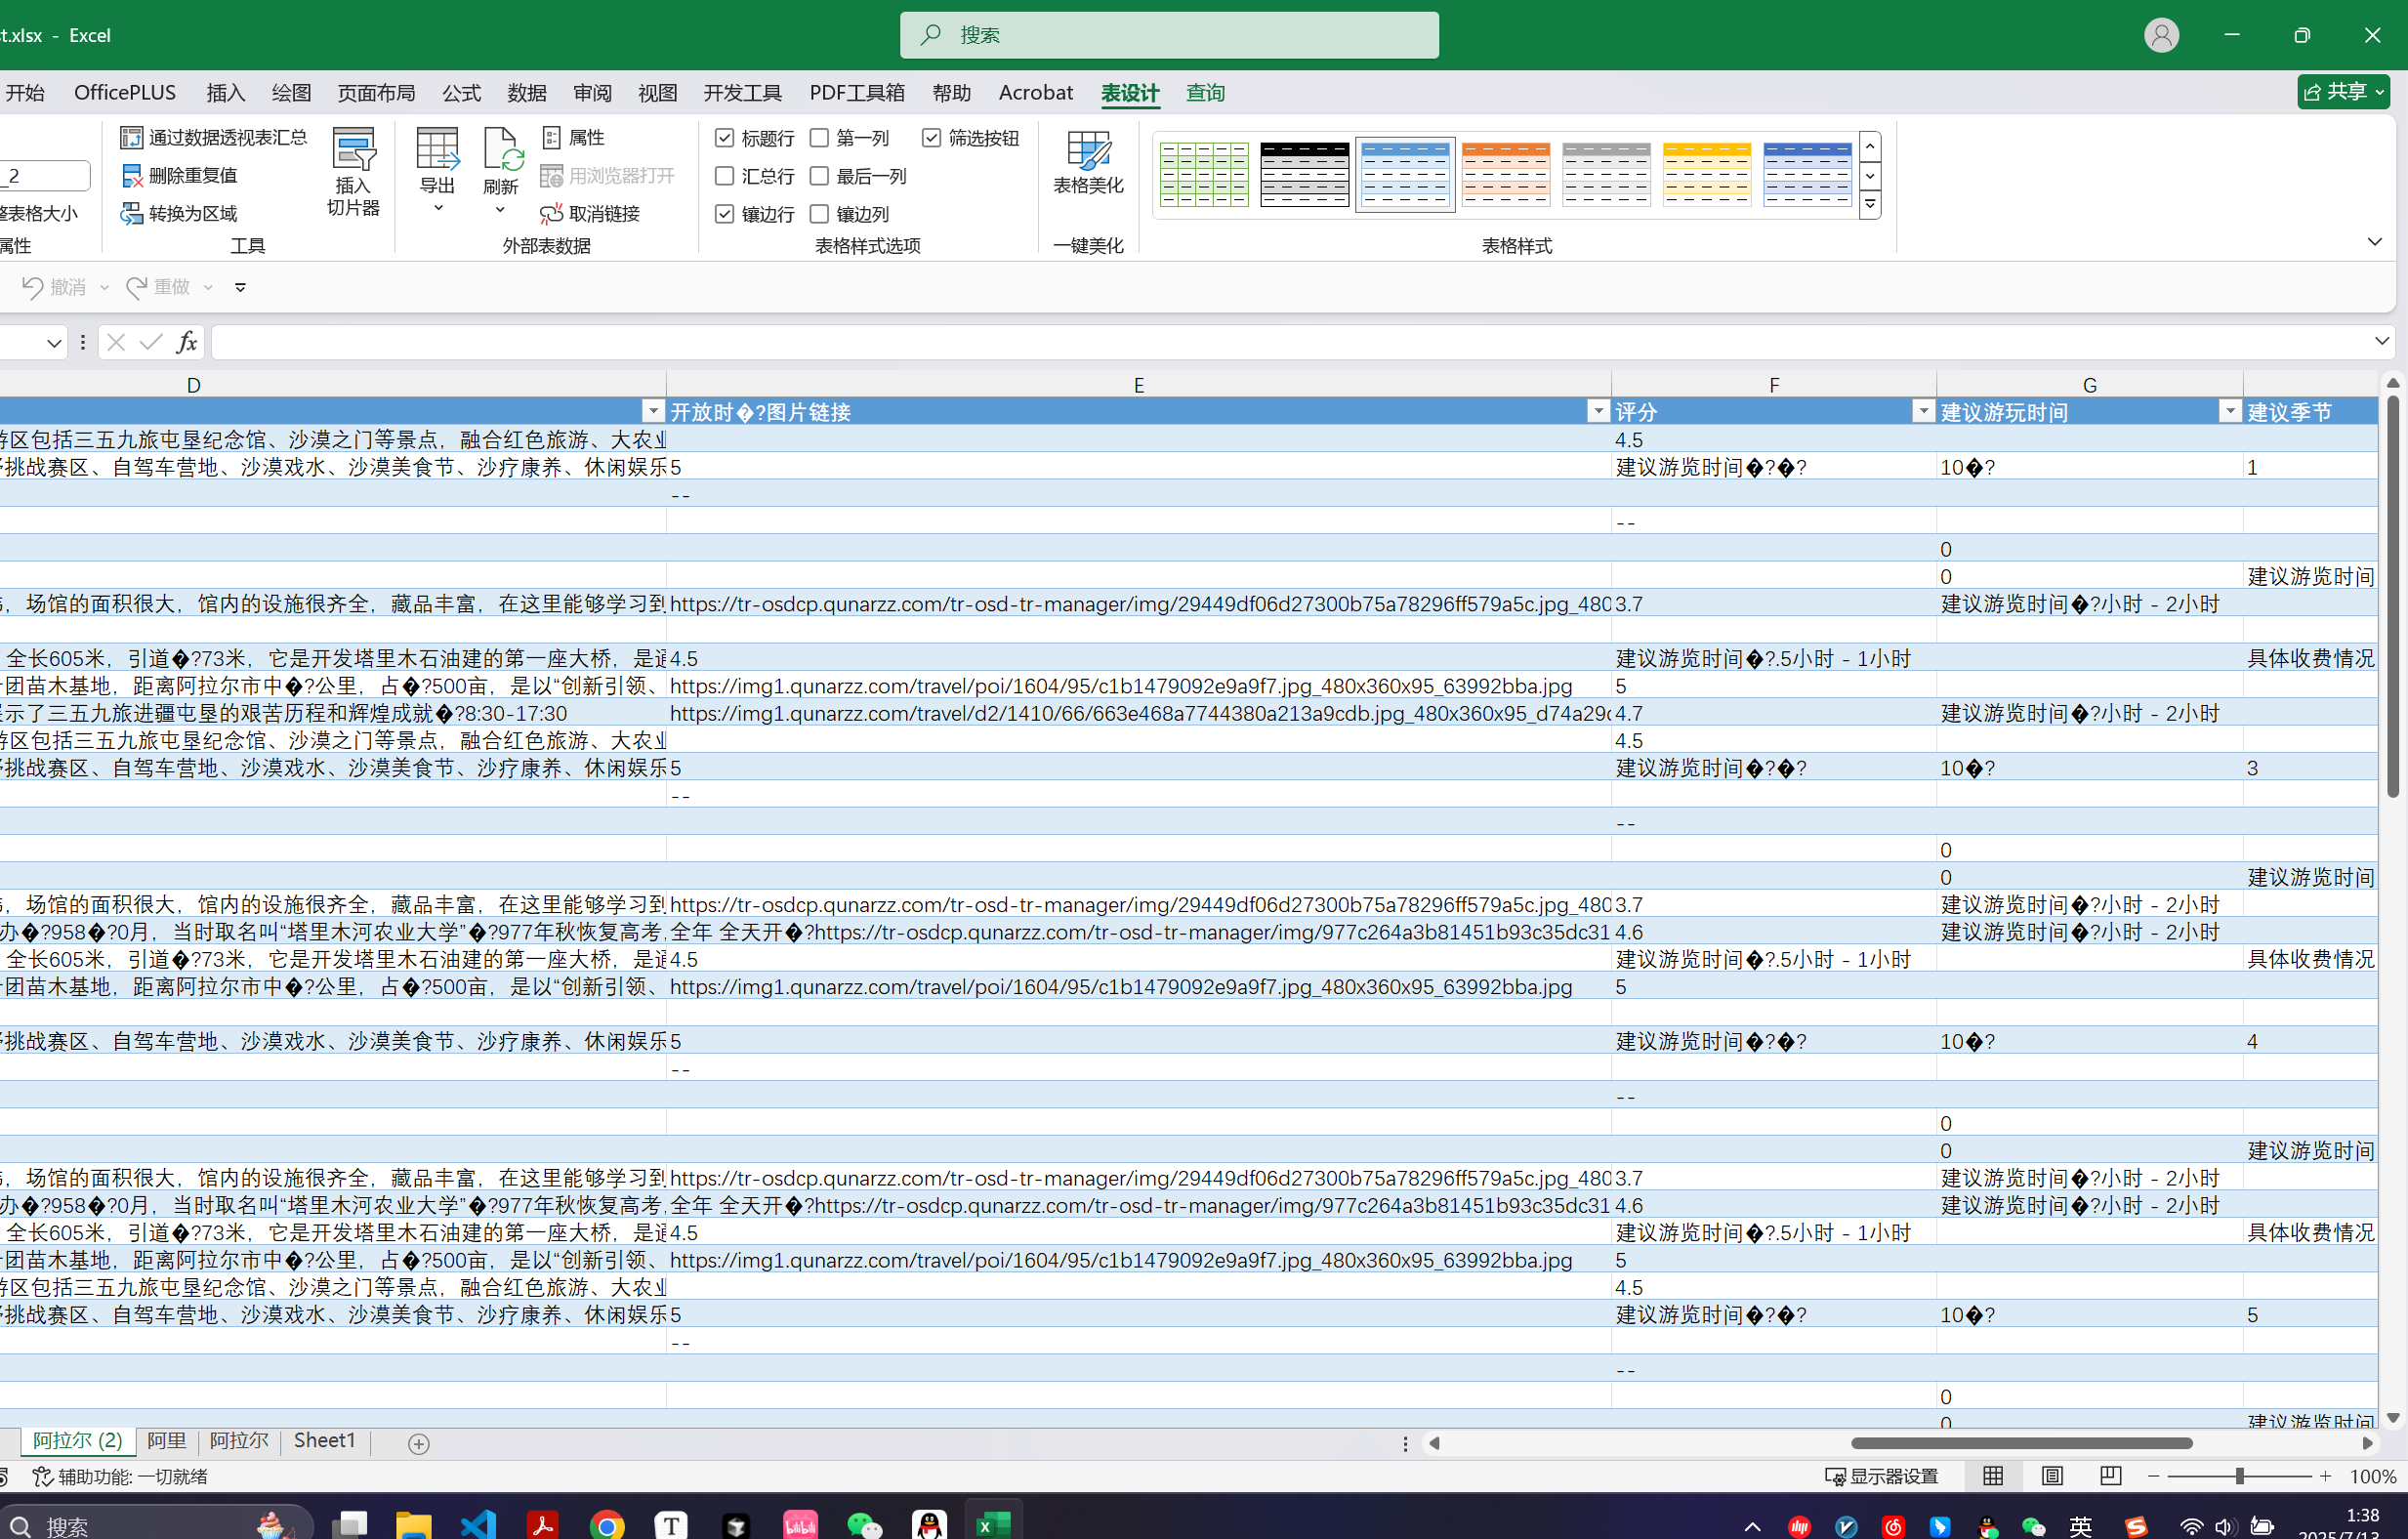 t.xlsx - Excel
搜索
开始 OfficePLUS 插入 绘图 页面布局 公式 数据 审阅 视图 开发工具 PDF工具箱 帮助 Acrobat 表设计 查询 共享
_2
整表格大小
属性
通过数据透视表汇总
删除重复值
转换为区域
插入
切片器
工具
导出
刷新
属性
用浏览器打开
取消链接
外部表数据
标题行 第一列 筛选按钮
汇总行 最后一列
镶边行 镶边列
表格样式选项
表格美化
一键美化
表格样式
撤消 重做
fx
D E F G
开放时�?图片链接 评分 建议游玩时间 建议季节
游区包括三五九旅屯垦纪念馆、沙漠之门等景点，融合红色旅游、大农业 4.5
挑战赛区、自驾车营地、沙漠戏水、沙漠美食节、沙疗康养、休闲娱乐 5 建议游览时间�?�? 10�? 1
--
--
0
0 建议游览时间
，场馆的面积很大，馆内的设施很齐全，藏品丰富，在这里能够学习到 https://tr-osdcp.qunarzz.com/tr-osd-tr-manager/img/29449df06d27300b75a78296ff579a5c.jpg_480 3.7 建议游览时间�?小时 - 2小时
全长605米，引道�?73米，它是开发塔里木石油建的第一座大桥，是通 4.5 建议游览时间�?.5小时 - 1小时 具体收费情况
团苗木基地，距离阿拉尔市中�?公里，占�?500亩，是以“创新引领、 https://img1.qunarzz.com/travel/poi/1604/95/c1b1479092e9a9f7.jpg_480x360x95_63992bba.jpg 5
展示了三五九旅进疆屯垦的艰苦历程和辉煌成就�?8:30-17:30 https://img1.qunarzz.com/travel/d2/1410/66/663e468a7744380a213a9cdb.jpg_480x360x95_d74a29c 4.7 建议游览时间�?小时 - 2小时
游区包括三五九旅屯垦纪念馆、沙漠之门等景点，融合红色旅游、大农业 4.5
挑战赛区、自驾车营地、沙漠戏水、沙漠美食节、沙疗康养、休闲娱乐 5 建议游览时间�?�? 10�? 3
--
--
0
0 建议游览时间
，场馆的面积很大，馆内的设施很齐全，藏品丰富，在这里能够学习到 https://tr-osdcp.qunarzz.com/tr-osd-tr-manager/img/29449df06d27300b75a78296ff579a5c.jpg_480 3.7 建议游览时间�?小时 - 2小时
办�?958�?0月，当时取名叫“塔里木河农业大学”�?977年秋恢复高考， 全年 全天开�?https://tr-osdcp.qunarzz.com/tr-osd-tr-manager/img/977c264a3b81451b93c35dc31 4.6 建议游览时间�?小时 - 2小时
全长605米，引道�?73米，它是开发塔里木石油建的第一座大桥，是通 4.5 建议游览时间�?.5小时 - 1小时 具体收费情况
团苗木基地，距离阿拉尔市中�?公里，占�?500亩，是以“创新引领、 https://img1.qunarzz.com/travel/poi/1604/95/c1b1479092e9a9f7.jpg_480x360x95_63992bba.jpg 5
挑战赛区、自驾车营地、沙漠戏水、沙漠美食节、沙疗康养、休闲娱乐 5 建议游览时间�?�? 10�? 4
--
--
0
0 建议游览时间
，场馆的面积很大，馆内的设施很齐全，藏品丰富，在这里能够学习到 https://tr-osdcp.qunarzz.com/tr-osd-tr-manager/img/29449df06d27300b75a78296ff579a5c.jpg_480 3.7 建议游览时间�?小时 - 2小时
办�?958�?0月，当时取名叫“塔里木河农业大学”�?977年秋恢复高考， 全年 全天开�?https://tr-osdcp.qunarzz.com/tr-osd-tr-manager/img/977c264a3b81451b93c35dc31 4.6 建议游览时间�?小时 - 2小时
全长605米，引道�?73米，它是开发塔里木石油建的第一座大桥，是通 4.5 建议游览时间�?.5小时 - 1小时 具体收费情况
团苗木基地，距离阿拉尔市中�?公里，占�?500亩，是以“创新引领、 https://img1.qunarzz.com/travel/poi/1604/95/c1b1479092e9a9f7.jpg_480x360x95_63992bba.jpg 5
游区包括三五九旅屯垦纪念馆、沙漠之门等景点，融合红色旅游、大农业 4.5
挑战赛区、自驾车营地、沙漠戏水、沙漠美食节、沙疗康养、休闲娱乐 5 建议游览时间�?�? 10�? 5
--
--
0
0 建议游览时间
阿拉尔 (2) 阿里 阿拉尔 Sheet1
辅助功能: 一切就绪 显示器设置 100%
搜索 英 1:38
2025/7/13